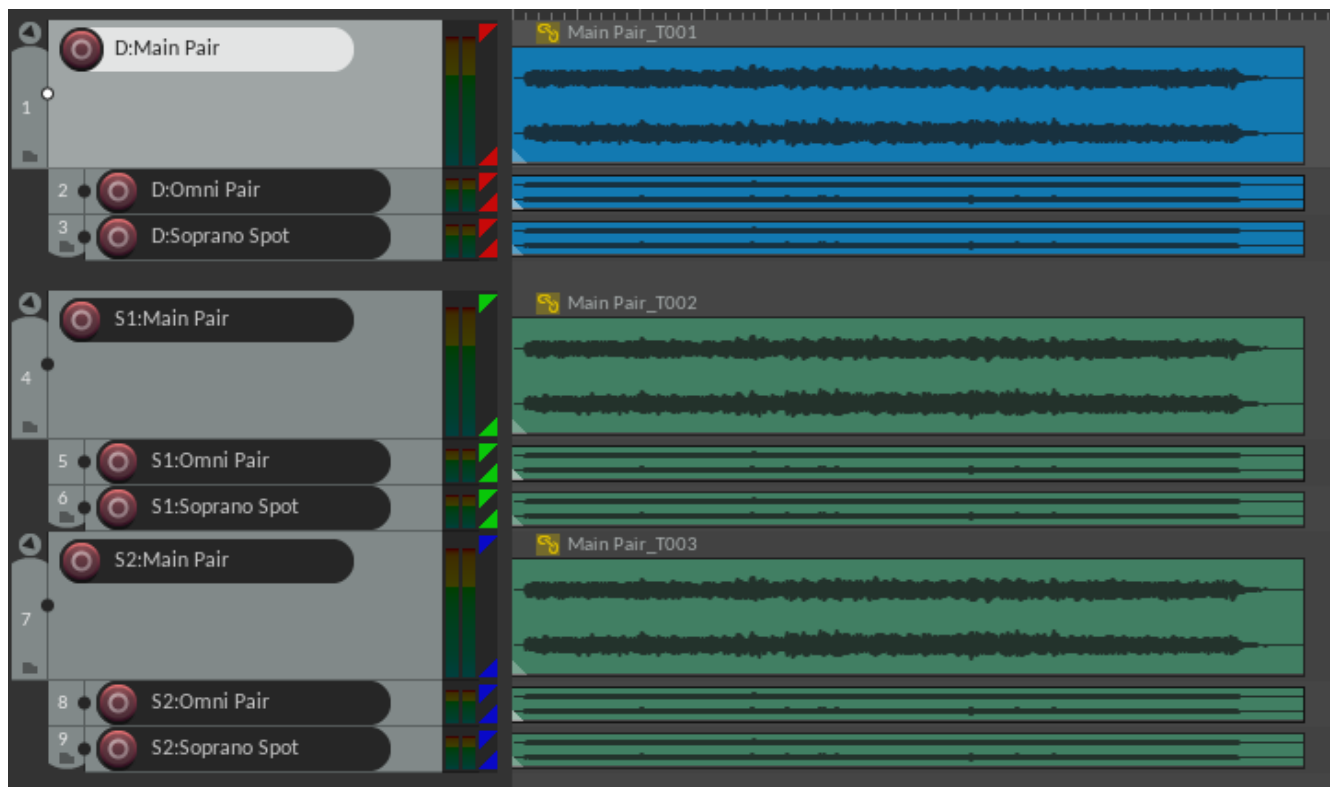 1
D:Main Pair
Main Pair_T001
2
D:Omni Pair
3
D:Soprano Spot
4
S1:Main Pair
Main Pair_T002
5
S1:Omni Pair
6
S1:Soprano Spot
7
S2:Main Pair
Main Pair_T003
8
S2:Omni Pair
9
S2:Soprano Spot